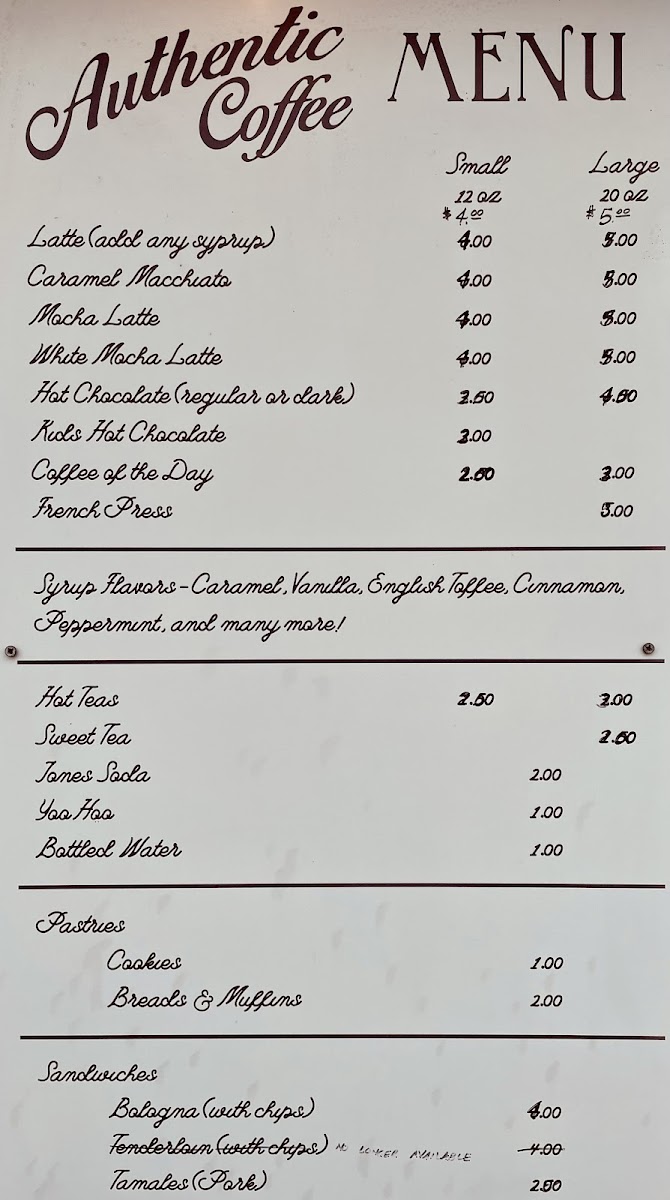 Authentic
Coffee
MENU
Small Large
12 oz 20 oz
$4.00 $5.00
Latte (add any syprup) 4.00 5.00
Caramel Macchiato 4.00 5.00
Mocha Latte 4.00 5.00
White Mocha Latte 4.00 5.00
Hot Chocolate (regular or dark) 3.50 4.50
Kids Hot Chocolate 3.00
Coffee of the Day 2.50 3.00
French Press 5.00
Syrup Flavors - Caramel, Vanilla, English Toffee, Cinnamon,
Peppermint, and many more!
Hot Teas 2.50 3.00
Sweet Tea 2.50
Jones Soda 2.00
Yoo Hoo 1.00
Bottled Water 1.00
Pastries
Cookies 1.00
Breads & Muffins 2.00
Sandwiches
Bologna (with chips) 4.00
Tenderloin (with chips) NO LONGER AVAILABLE 4.00
Tamales (Pork) 2.50